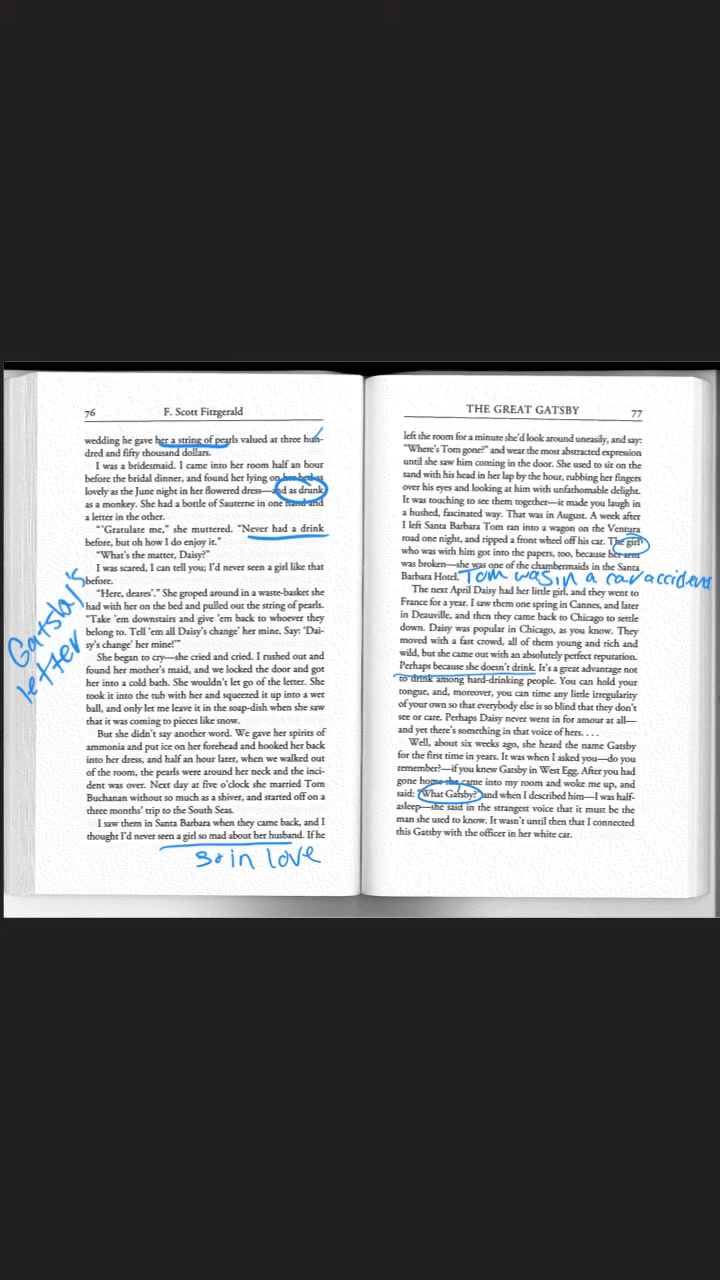 76 F. Scott Fitzgerald
wedding he gave her a string of pearls valued at three hun-
dred and fifty thousand dollars.
I was a bridesmaid. I came into her room half an hour
before the bridal dinner, and found her lying on her bed as
lovely as the June night in her flowered dress—and as drunk
as a monkey. She had a bottle of Sauterne in one hand and
a letter in the other.
"'Gratulate me," she muttered. "Never had a drink
before, but oh how I do enjoy it."
"What's the matter, Daisy?"
I was scared, I can tell you; I'd never seen a girl like that
before.
"Here, deares'." She groped around in a waste-basket she
had with her on the bed and pulled out the string of pearls.
"Take 'em downstairs and give 'em back to whoever they
belong to. Tell 'em all Daisy's change' her mine. Say: 'Dai-
sy's change' her mine!'"
She began to cry—she cried and cried. I rushed out and
found her mother's maid, and we locked the door and got
her into a cold bath. She wouldn't let go of the letter. She
took it into the tub with her and squeezed it up into a wet
ball, and only let me leave it in the soap-dish when she saw
that it was coming to pieces like snow.
But she didn't say another word. We gave her spirits of
ammonia and put ice on her forehead and hooked her back
into her dress, and half an hour later, when we walked out
of the room, the pearls were around her neck and the inci-
dent was over. Next day at five o'clock she married Tom
Buchanan without so much as a shiver, and started off on a
three months' trip to the South Seas.
I saw them in Santa Barbara when they came back, and I
thought I'd never seen a girl so mad about her husband. If he
so in love
Gatsby's
letter
THE GREAT GATSBY 77
left the room for a minute she'd look around uneasily, and say:
"Where's Tom gone?" and wear the most abstracted expression
until she saw him coming in the door. She used to sit on the
sand with his head in her lap by the hour, rubbing her fingers
over his eyes and looking at him with unfathomable delight.
It was touching to see them together—it made you laugh in
a hushed, fascinated way. That was in August. A week after
I left Santa Barbara Tom ran into a wagon on the Ventura
road one night, and ripped a front wheel off his car. The girl
who was with him got into the papers, too, because her arm
was broken—she was one of the chambermaids in the Santa
Barbara Hotel.
Tom was in a car accident
The next April Daisy had her little girl, and they went to
France for a year. I saw them one spring in Cannes, and later
in Deauville, and then they came back to Chicago to settle
down. Daisy was popular in Chicago, as you know. They
moved with a fast crowd, all of them young and rich and
wild, but she came out with an absolutely perfect reputation.
Perhaps because she doesn't drink. It's a great advantage not
to drink among hard-drinking people. You can hold your
tongue, and, moreover, you can time any little irregularity
of your own so that everybody else is so blind that they don't
see or care. Perhaps Daisy never went in for amour at all—
and yet there's something in that voice of hers. . . .
Well, about six weeks ago, she heard the name Gatsby
for the first time in years. It was when I asked you—do you
remember?—if you knew Gatsby in West Egg. After you had
gone home she came into my room and woke me up, and
said: "What Gatsby?" and when I described him—I was half-
asleep—she said in the strangest voice that it must be the
man she used to know. It wasn't until then that I connected
this Gatsby with the officer in her white car.